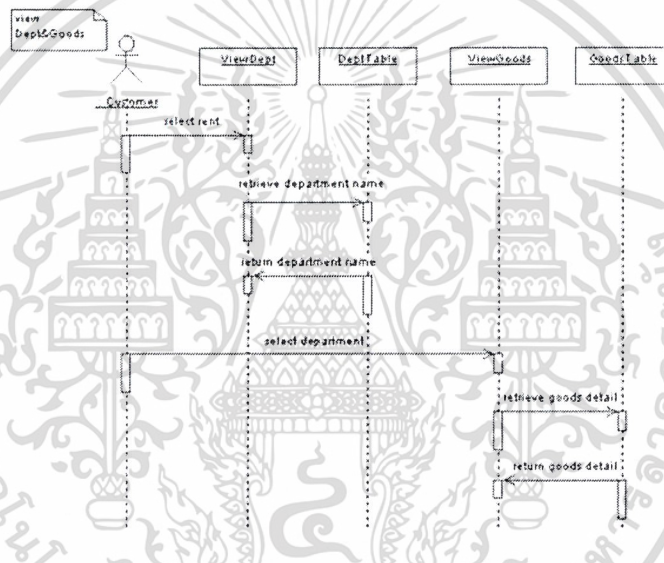 view
Dept&Goods
ViewDept
DeptTable
ViewGoods
GoodsTable
Customer
select rent
retrieve department name
return department name
select department
retrieve goods detail
return goods detail